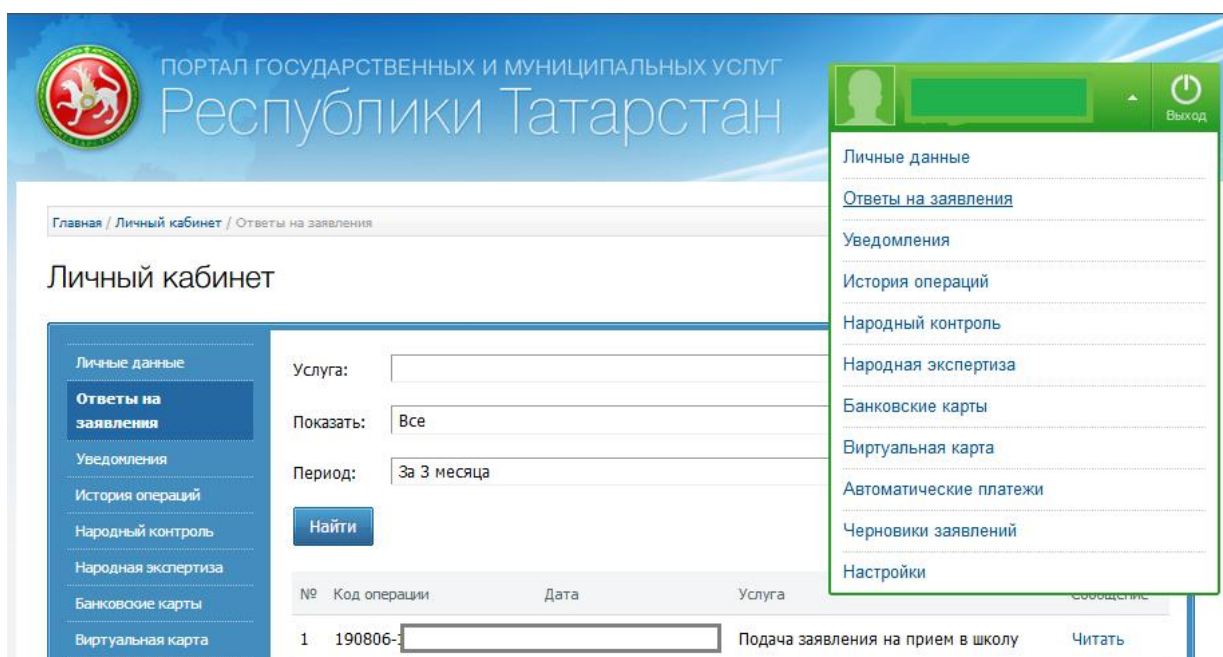 ПОРТАЛ ГОСУДАРСТВЕННЫХ И МУНИЦИПАЛЬНЫХ УСЛУГ
Республики Татарстан
Выход
Личные данные
Ответы на заявления
Уведомления
История операций
Народный контроль
Народная экспертиза
Банковские карты
Виртуальная карта
Автоматические платежи
Черновики заявлений
Настройки
Главная / Личный кабинет / Ответы на заявления
Личный кабинет
Личные данные
Ответы на
заявления
Уведомления
История операций
Народный контроль
Народная экспертиза
Банковские карты
Виртуальная карта
Услуга:
Показать: Все
Период: За 3 месяца
Найти
№ Код операции Дата Услуга Сообщение
1 190806- Подача заявления на прием в школу Читать